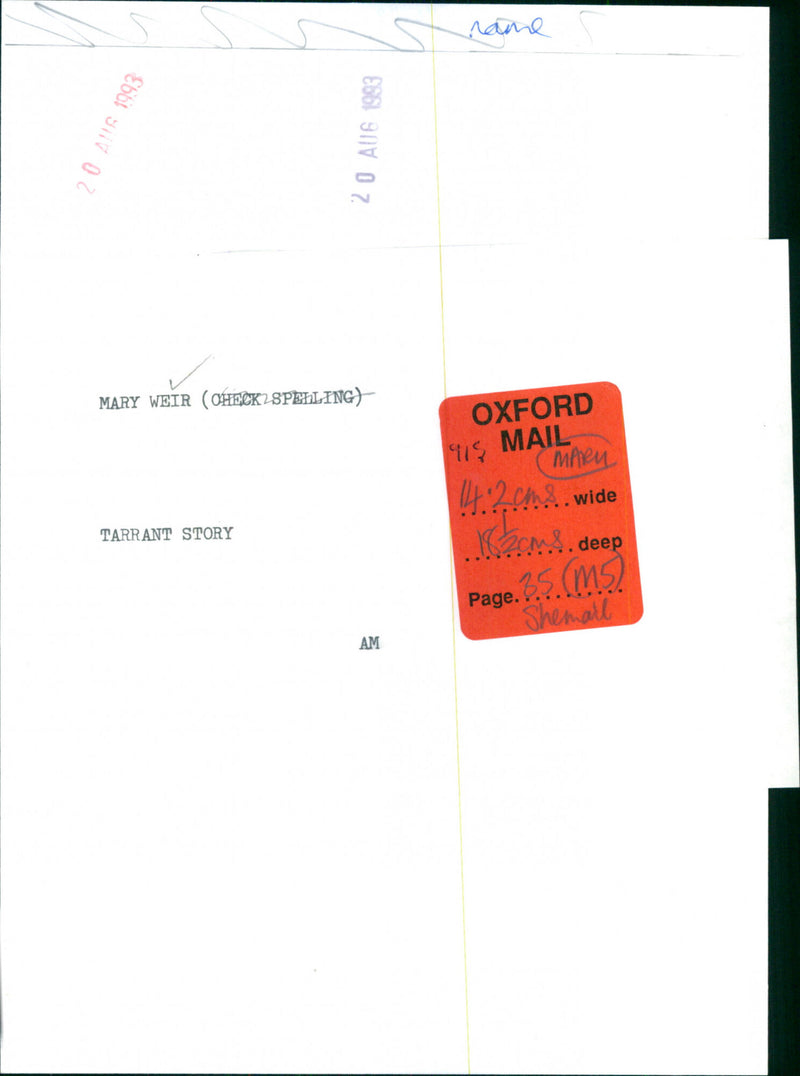 name
20 AUG 1993
20 AUG 1993
MARY WEIR (CHECK SPELLING)
OXFORD
MAIL
MARY
14.2cms wide
18½cms deep
TARRANT STORY
Page. 35 (M5)
Shemail
AM